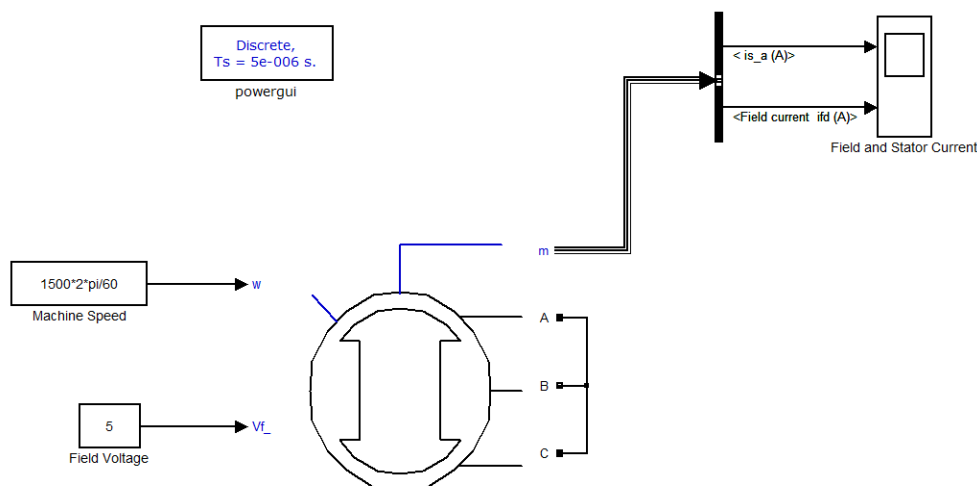 Discrete,
Ts = 5e-006 s.
powergui
< is_a (A)>
<Field current ifd (A)>
Field and Stator Current
m
1500*2*pi/60
w
Machine Speed
A
B
5
Vf_
C
Field Voltage